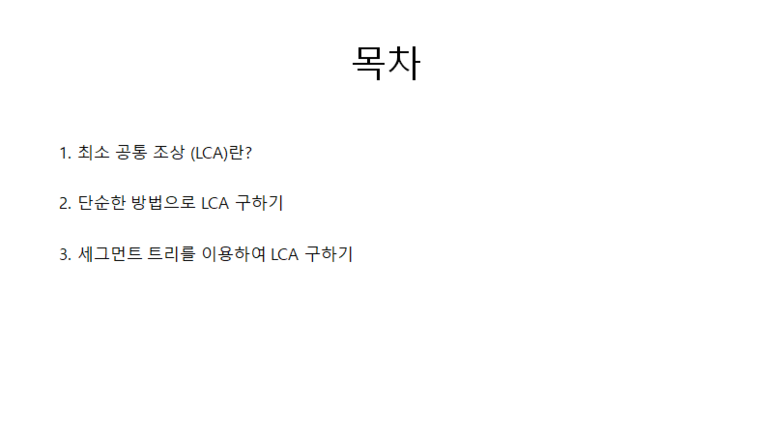 목차
1. 최소 공통 조상 (LCA)란?
2. 단순한 방법으로 LCA 구하기
3. 세그먼트 트리를 이용하여 LCA 구하기